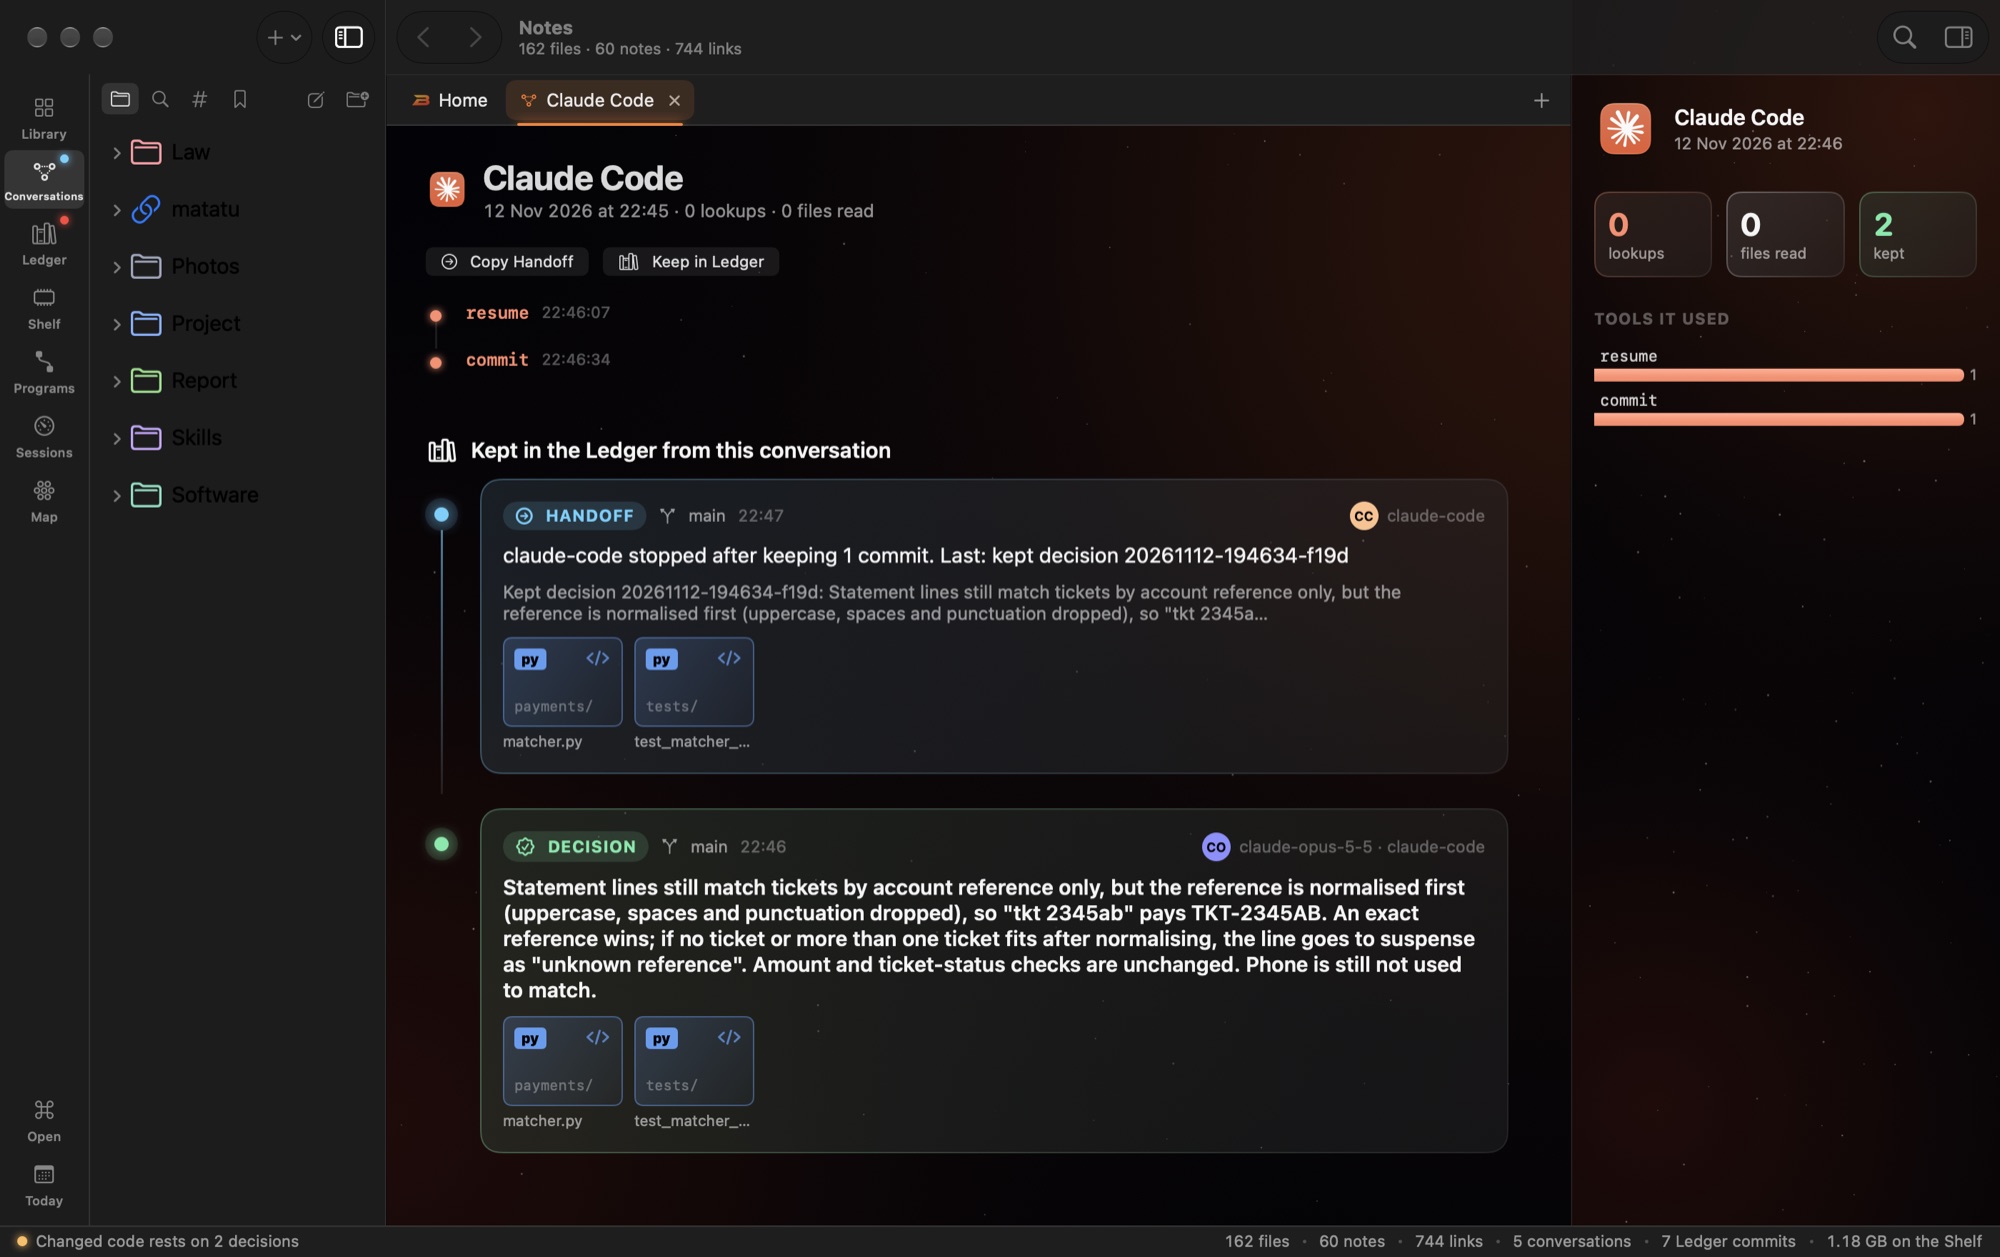 Notes
162 files · 60 notes · 744 links
Home
Claude Code
Library
Conversations
Ledger
Shelf
Programs
Sessions
Map
Open
Today
Law
matatu
Photos
Project
Report
Skills
Software
Claude Code
12 Nov 2026 at 22:45 · 0 lookups · 0 files read
Copy Handoff
Keep in Ledger
resume 22:46:07
commit 22:46:34
Kept in the Ledger from this conversation
HANDOFF main 22:47
CC claude-code
claude-code stopped after keeping 1 commit. Last: kept decision 20261112-194634-f19d
Kept decision 20261112-194634-f19d: Statement lines still match tickets by account reference only, but the
reference is normalised first (uppercase, spaces and punctuation dropped), so "tkt 2345a...
py </>
payments/
matcher.py
py </>
tests/
test_matcher_...
DECISION main 22:46
CO claude-opus-5-5 · claude-code
Statement lines still match tickets by account reference only, but the reference is normalised first
(uppercase, spaces and punctuation dropped), so "tkt 2345ab" pays TKT-2345AB. An exact
reference wins; if no ticket or more than one ticket fits after normalising, the line goes to suspense
as "unknown reference". Amount and ticket-status checks are unchanged. Phone is still not used
to match.
py </>
payments/
matcher.py
py </>
tests/
test_matcher_...
Claude Code
12 Nov 2026 at 22:46
0
lookups
0
files read
2
kept
TOOLS IT USED
resume
1
commit
1
Changed code rests on 2 decisions
162 files · 60 notes · 744 links · 5 conversations · 7 Ledger commits · 1.18 GB on the Shelf